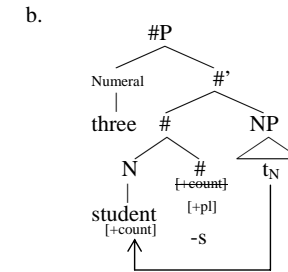 b.
#P
Numeral #'
three # NP
N # t_N
[+count]
student [+pl]
[+count]
-s